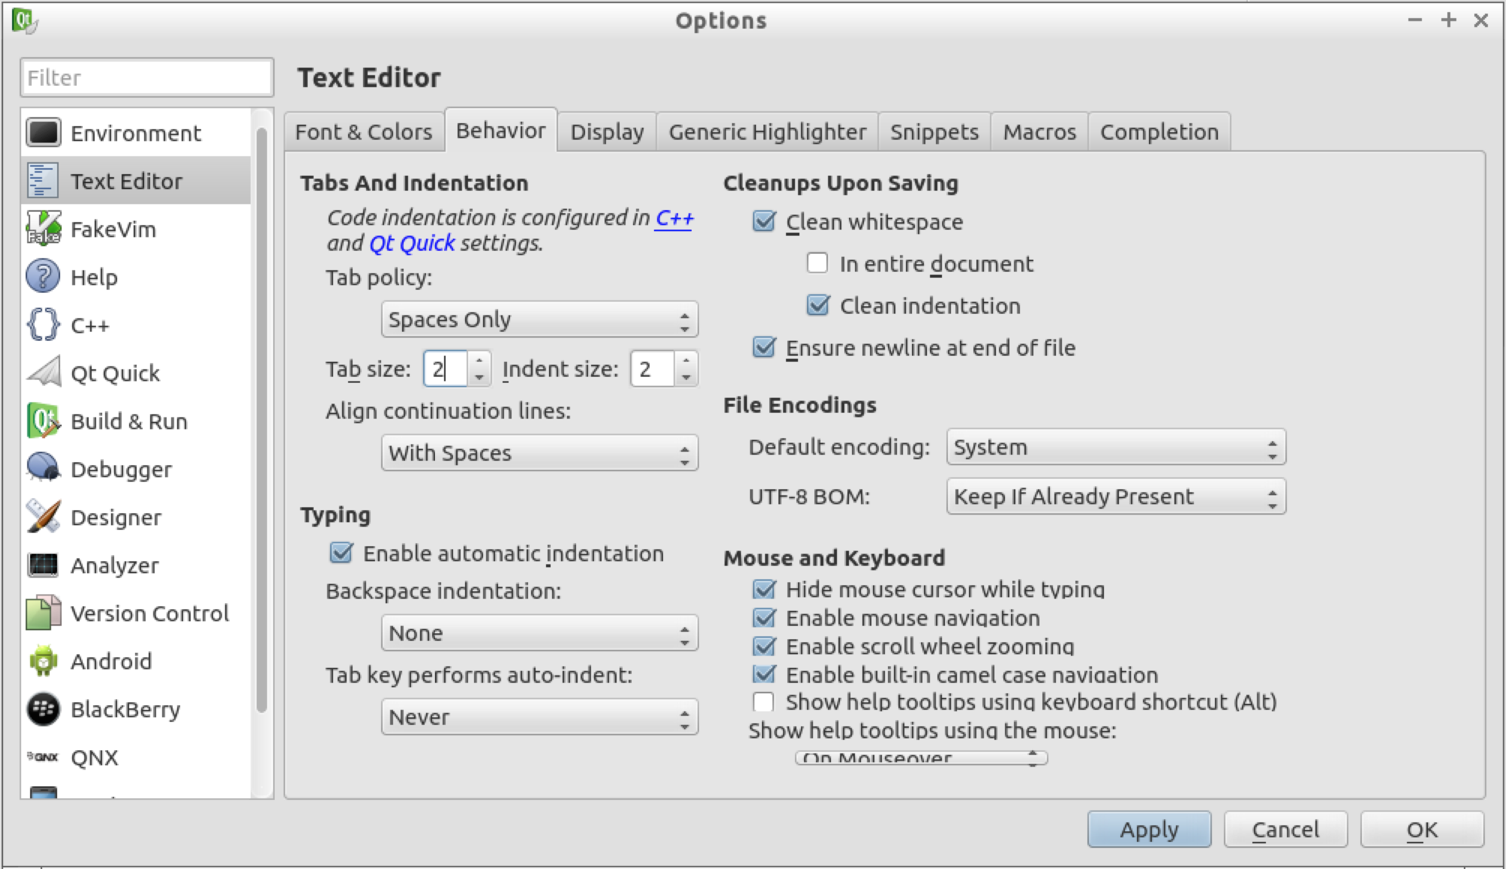 Options
Filter
Environment
Text Editor
FakeVim
Help
C++
Qt Quick
Build & Run
Debugger
Designer
Analyzer
Version Control
Android
BlackBerry
QNX
Text Editor
Font & Colors
Behavior
Display
Generic Highlighter
Snippets
Macros
Completion
Tabs And Indentation
Code indentation is configured in C++
and Qt Quick settings.
Tab policy:
Spaces Only
Tab size: 2 Indent size: 2
Align continuation lines:
With Spaces
Typing
Enable automatic indentation
Backspace indentation:
None
Tab key performs auto-indent:
Never
Cleanups Upon Saving
Clean whitespace
In entire document
Clean indentation
Ensure newline at end of file
File Encodings
Default encoding: System
UTF-8 BOM: Keep If Already Present
Mouse and Keyboard
Hide mouse cursor while typing
Enable mouse navigation
Enable scroll wheel zooming
Enable built-in camel case navigation
Show help tooltips using keyboard shortcut (Alt)
Show help tooltips using the mouse:
On Mouseover
Apply
Cancel
OK